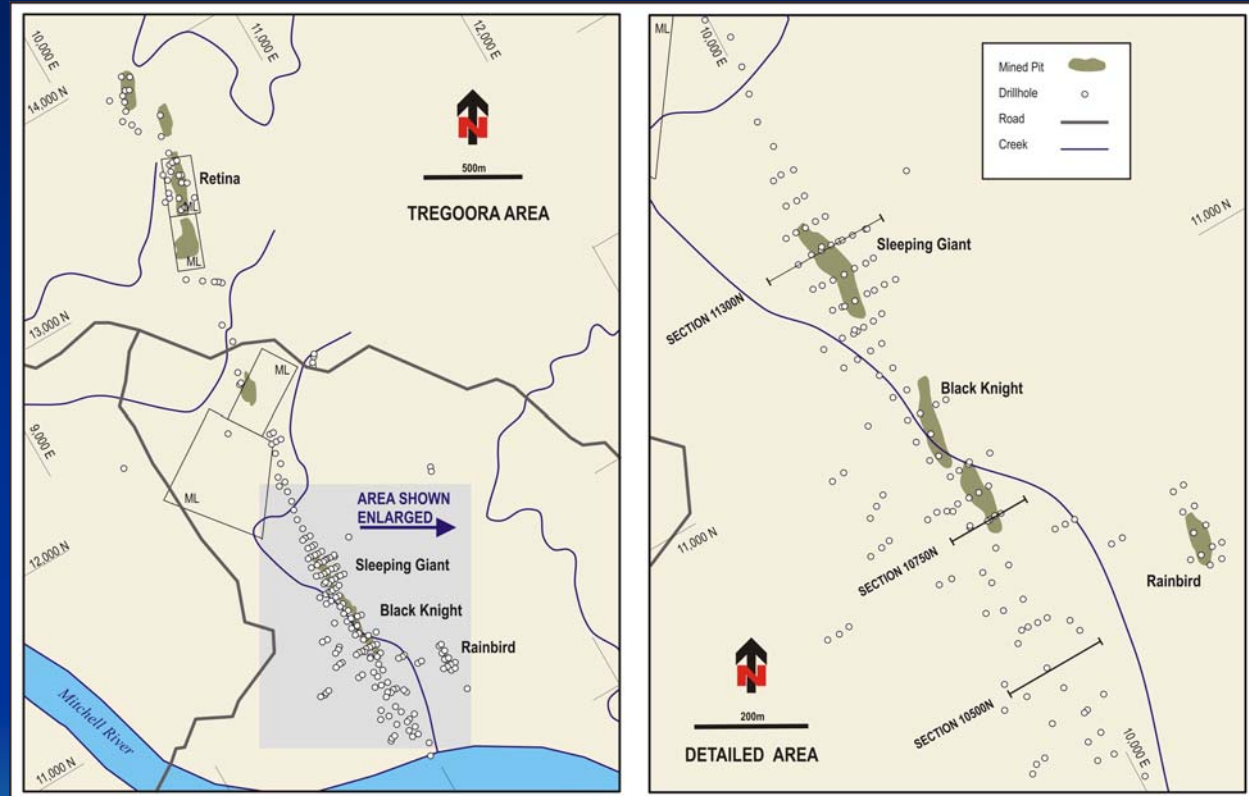 10,000 E
11,000 E
12,000 E
14,000 N
N
500m
TREGOORA AREA
Retina
ML
ML
13,000 N
ML
9,000 E
ML
AREA SHOWN
ENLARGED
12,000 N
Sleeping Giant
Black Knight
Rainbird
Mitchell River
11,000 N
ML
10,000 E
Mined Pit
Drillhole
Road
Creek
11,000 N
Sleeping Giant
SECTION 11300N
Black Knight
11,000 N
SECTION 10750N
Rainbird
N
200m
DETAILED AREA
SECTION 10500N
10,000 E